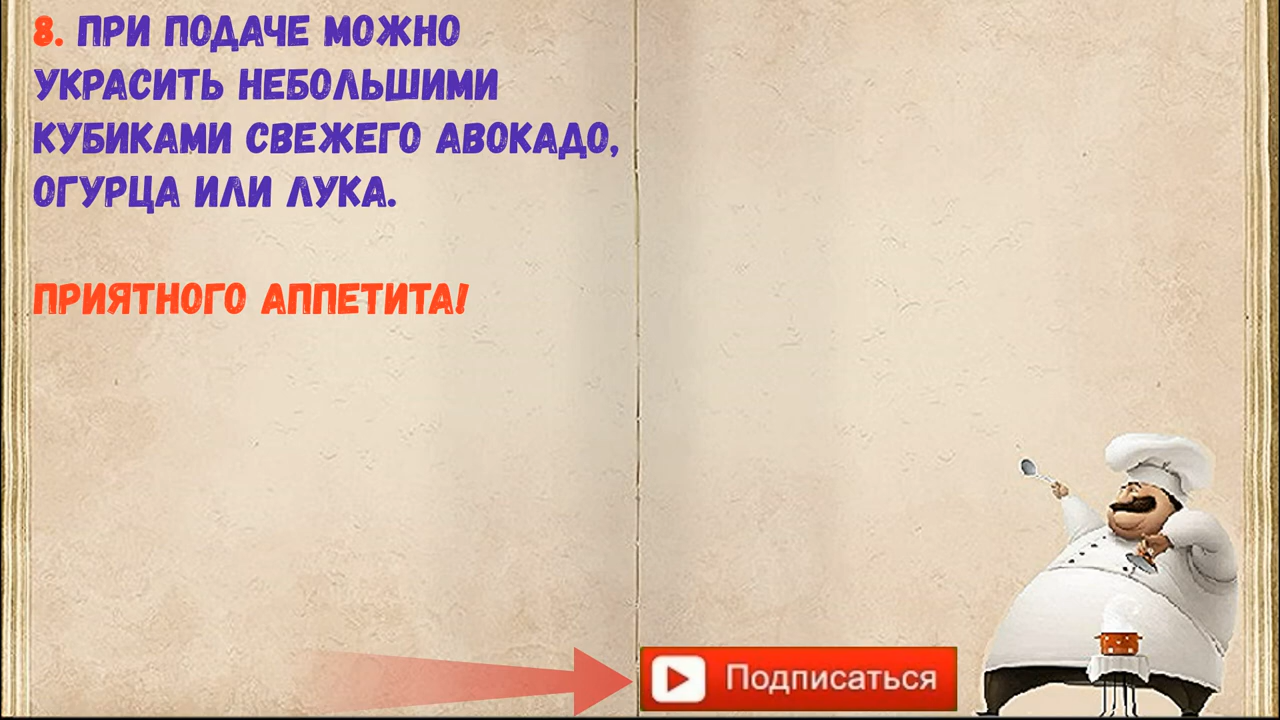 8. ПРИ ПОДАЧЕ МОЖНО
УКРАСИТЬ НЕБОЛЬШИМИ
КУБИКАМИ СВЕЖЕГО АВОКАДО,
ОГУРЦА ИЛИ ЛУКА.
ПРИЯТНОГО АППЕТИТА!
Подписаться